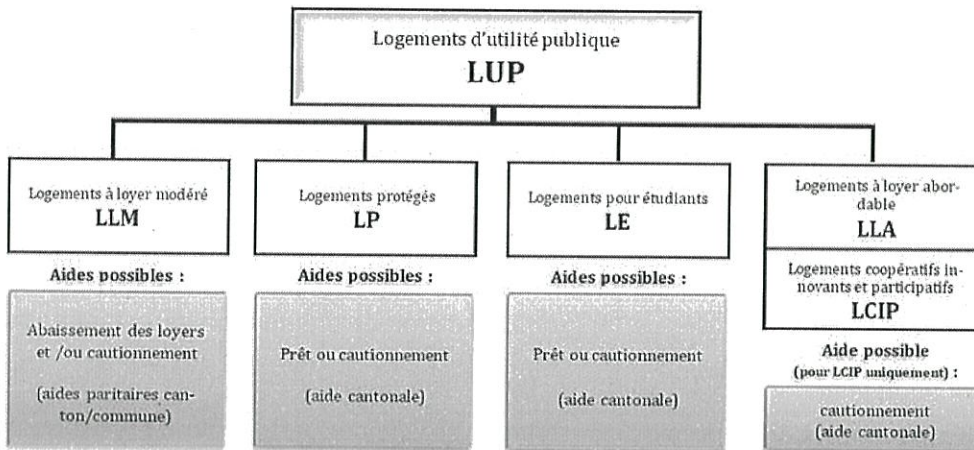 Logements d'utilité publique
LUP
Logements à loyer modéré
LLM
Aides possibles :
Abaissement des loyers
et /ou cautionnement
(aides paritaires can-
ton/commune)
Logements protégés
LP
Aides possibles :
Prêt ou cautionnement
(aide cantonale)
Logements pour étudiants
LE
Aides possibles :
Prêt ou cautionnement
(aide cantonale)
Logements à loyer abor-
dable
LLA
Logements coopératifs in-
novants et participatifs
LCIP
Aide possible
(pour LCIP uniquement) :
cautionnement
(aide cantonale)